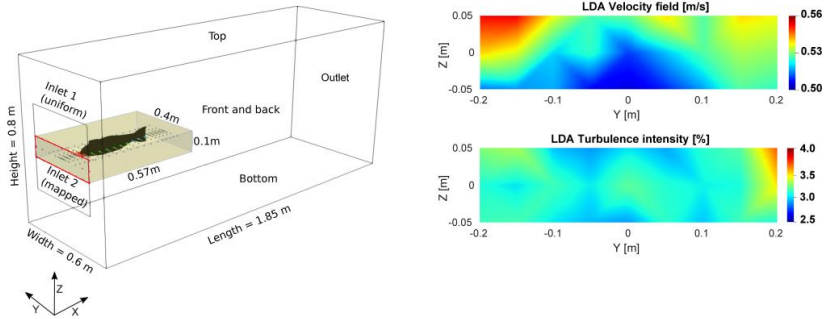 Top
Outlet
Inlet 1
(uniform)
Front and back
0.4m
0.1m
0.57m
Inlet 2
(mapped)
Bottom
Height = 0.8 m
Width = 0.6 m
Length = 1.85 m
Z
Y
X
LDA Velocity field [m/s]
0.05
0
-0.05
Z [m]
-0.2
-0.1
0
0.1
0.2
Y [m]
0.56
0.53
0.50
LDA Turbulence intensity [%]
0.05
0
-0.05
Z [m]
-0.2
-0.1
0
0.1
0.2
Y [m]
4.0
3.5
3.0
2.5